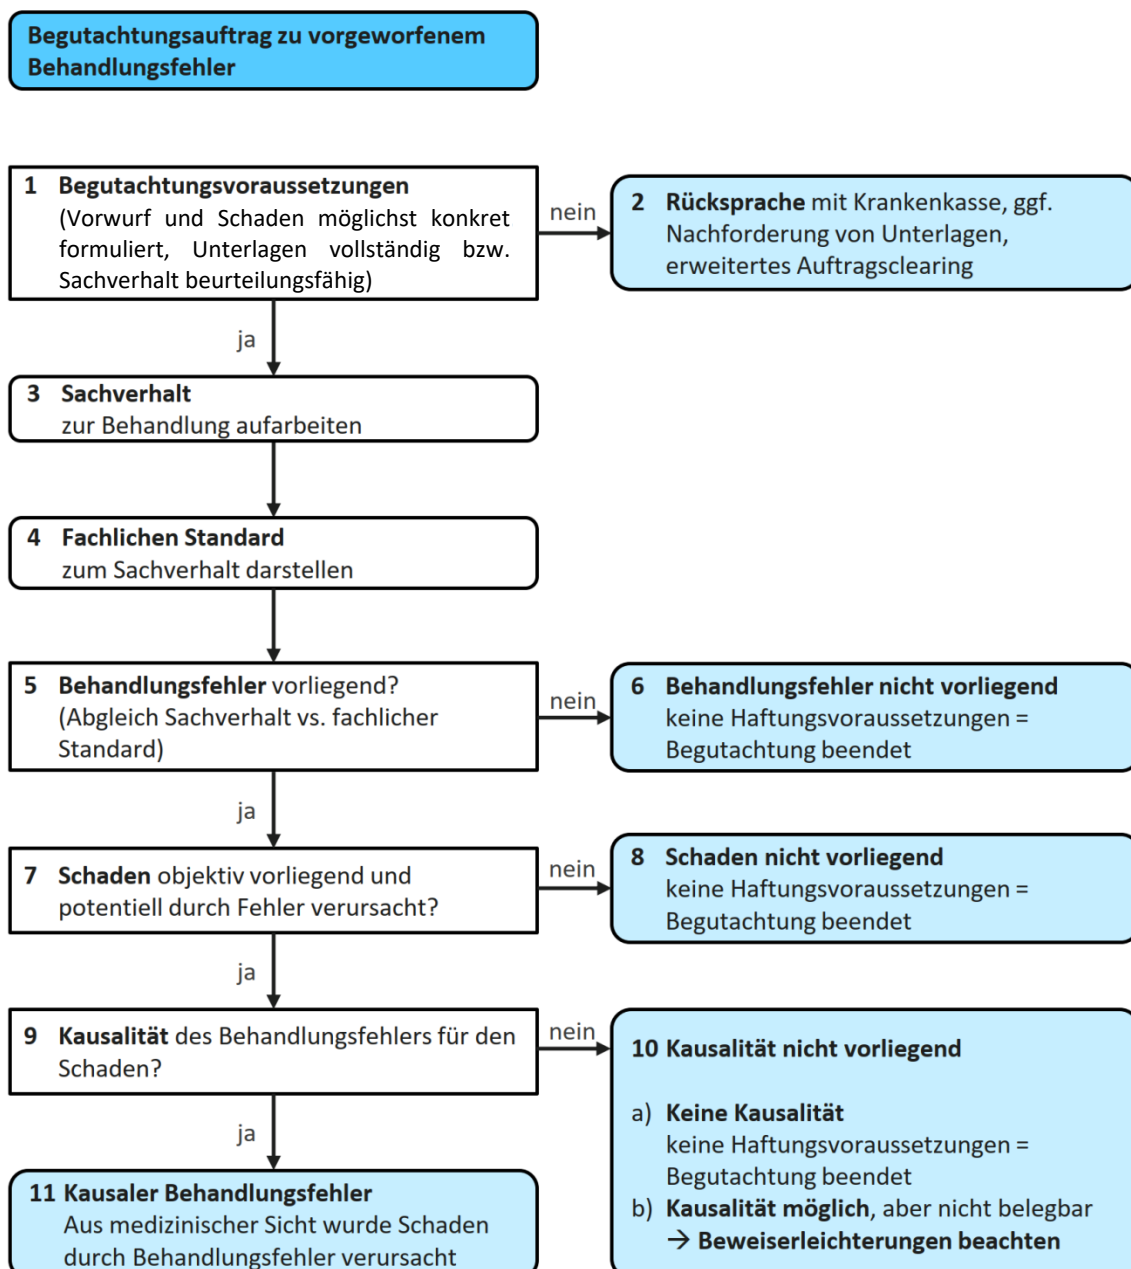 Begutachtungsauftrag zu vorgeworfenem
Behandlungsfehler
1 Begutachtungsvoraussetzungen
(Vorwurf und Schaden möglichst konkret
formuliert, Unterlagen vollständig bzw.
Sachverhalt beurteilungsfähig)
nein
2 Rücksprache mit Krankenkasse, ggf.
Nachforderung von Unterlagen,
erweitertes Auftragsclearing
ja
3 Sachverhalt
zur Behandlung aufarbeiten
4 Fachlichen Standard
zum Sachverhalt darstellen
5 Behandlungsfehler vorliegend?
(Abgleich Sachverhalt vs. fachlicher
Standard)
nein
6 Behandlungsfehler nicht vorliegend
keine Haftungsvoraussetzungen =
Begutachtung beendet
ja
7 Schaden objektiv vorliegend und
potentiell durch Fehler verursacht?
nein
8 Schaden nicht vorliegend
keine Haftungsvoraussetzungen =
Begutachtung beendet
ja
9 Kausalität des Behandlungsfehlers für den
Schaden?
nein
10 Kausalität nicht vorliegend
a) Keine Kausalität
keine Haftungsvoraussetzungen =
Begutachtung beendet
b) Kausalität möglich, aber nicht belegbar
→ Beweiserleichterungen beachten
ja
11 Kausaler Behandlungsfehler
Aus medizinischer Sicht wurde Schaden
durch Behandlungsfehler verursacht